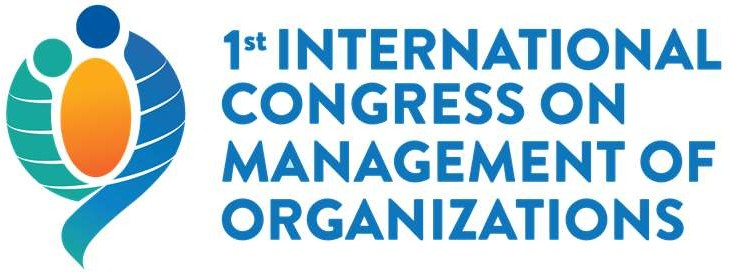 1st INTERNATIONAL
CONGRESS ON
MANAGEMENT OF
ORGANIZATIONS